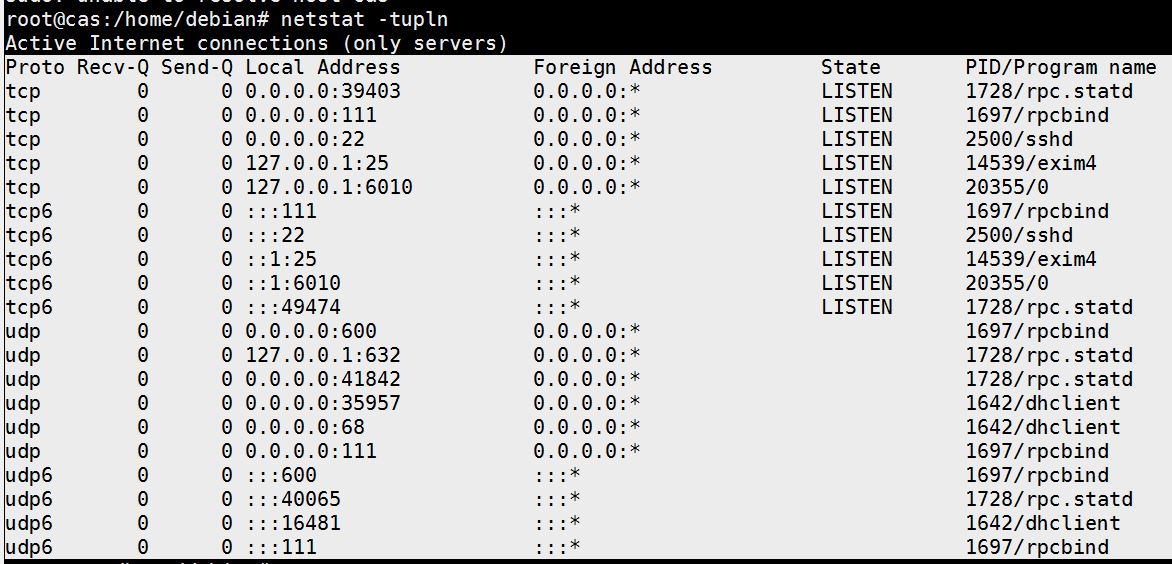 root@cas:/home/debian# netstat -tupln
Active Internet connections (only servers)
Proto Recv-Q Send-Q Local Address           Foreign Address         State       PID/Program name
tcp        0      0 0.0.0.0:39403           0.0.0.0:*               LISTEN      1728/rpc.statd
tcp        0      0 0.0.0.0:111             0.0.0.0:*               LISTEN      1697/rpcbind
tcp        0      0 0.0.0.0:22              0.0.0.0:*               LISTEN      2500/sshd
tcp        0      0 127.0.0.1:25            0.0.0.0:*               LISTEN      14539/exim4
tcp        0      0 127.0.0.1:6010          0.0.0.0:*               LISTEN      20355/0
tcp6       0      0 :::111                  :::*                    LISTEN      1697/rpcbind
tcp6       0      0 :::22                   :::*                    LISTEN      2500/sshd
tcp6       0      0 ::1:25                  :::*                    LISTEN      14539/exim4
tcp6       0      0 ::1:6010                :::*                    LISTEN      20355/0
tcp6       0      0 :::49474                :::*                    LISTEN      1728/rpc.statd
udp        0      0 0.0.0.0:600             0.0.0.0:*                           1697/rpcbind
udp        0      0 127.0.0.1:632           0.0.0.0:*                           1728/rpc.statd
udp        0      0 0.0.0.0:41842           0.0.0.0:*                           1728/rpc.statd
udp        0      0 0.0.0.0:35957           0.0.0.0:*                           1642/dhclient
udp        0      0 0.0.0.0:68              0.0.0.0:*                           1642/dhclient
udp        0      0 0.0.0.0:111             0.0.0.0:*                           1697/rpcbind
udp6       0      0 :::600                  :::*                                1697/rpcbind
udp6       0      0 :::40065                :::*                                1728/rpc.statd
udp6       0      0 :::16481                :::*                                1642/dhclient
udp6       0      0 :::111                  :::*                                1697/rpcbind